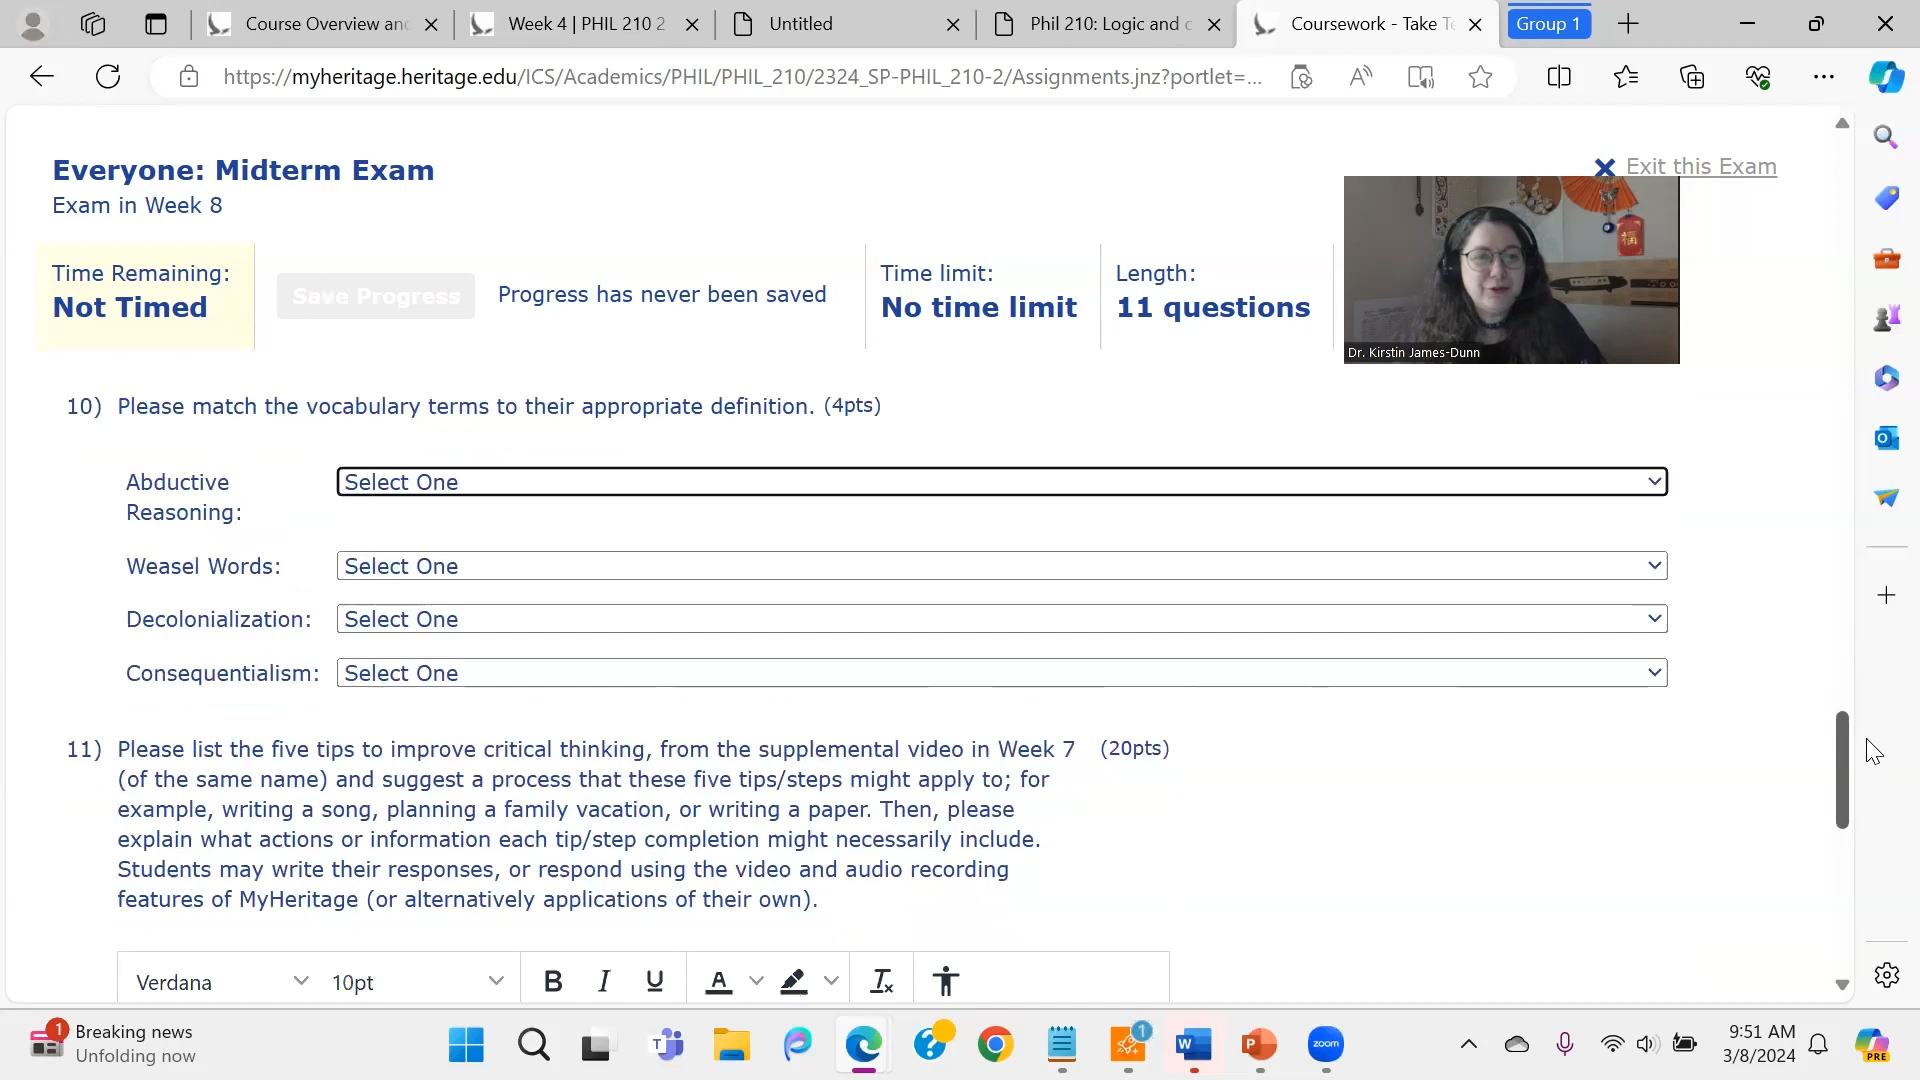 Course Overview and
Week 4 | PHIL 210 2
Untitled
Phil 210: Logic and c
Coursework - Take Te
Group 1
https://myheritage.heritage.edu/ICS/Academics/PHIL/PHIL_210/2324_SP-PHIL_210-2/Assignments.jnz?portlet=...
Everyone: Midterm Exam
Exit this Exam
Exam in Week 8
Time Remaining:
Not Timed
Save Progress
Progress has never been saved
Time limit:
No time limit
Length:
11 questions
福
Dr. Kirstin James-Dunn
10) Please match the vocabulary terms to their appropriate definition. (4pts)
Abductive
Reasoning:
Select One
Weasel Words:
Select One
Decolonialization:
Select One
Consequentialism:
Select One
11) Please list the five tips to improve critical thinking, from the supplemental video in Week 7 (20pts)
(of the same name) and suggest a process that these five tips/steps might apply to; for
example, writing a song, planning a family vacation, or writing a paper. Then, please
explain what actions or information each tip/step completion might necessarily include.
Students may write their responses, or respond using the video and audio recording
features of MyHeritage (or alternatively applications of their own).
Verdana
10pt
B I U A
1
Breaking news
Unfolding now
1
zoom
9:51 AM
3/8/2024
PRE